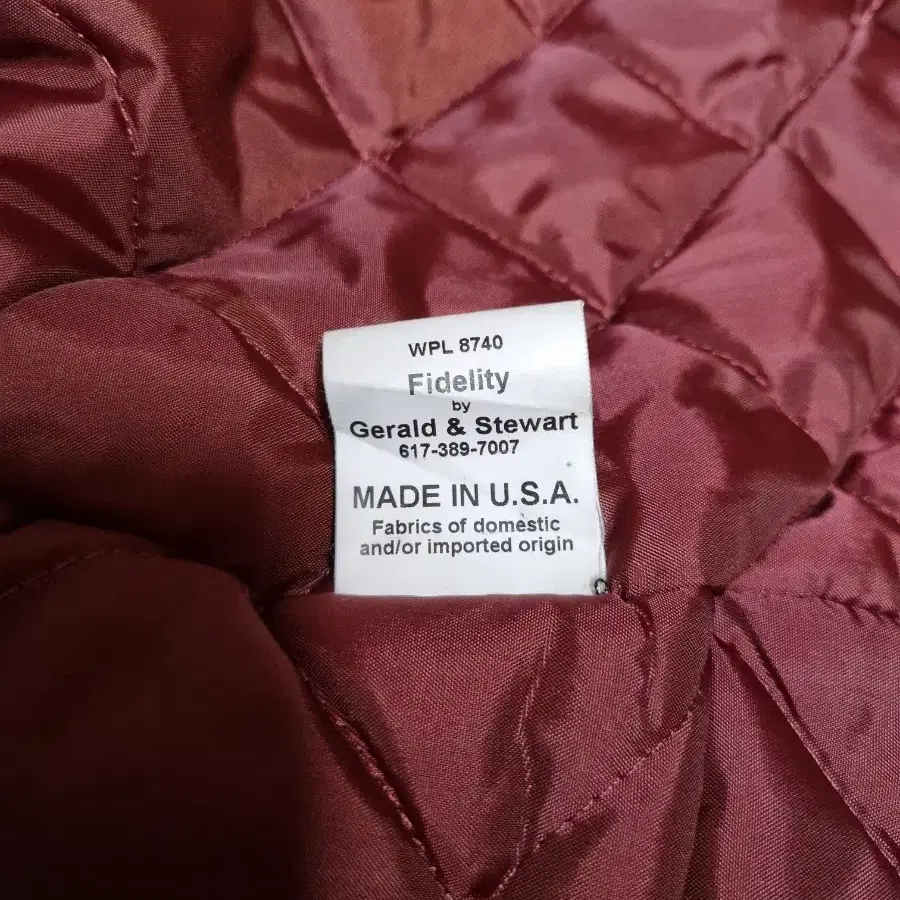 WPL 8740
Fidelity
by
Gerald & Stewart
617-389-7007
MADE IN U.S.A.
Fabrics of domestic
and/or imported origin